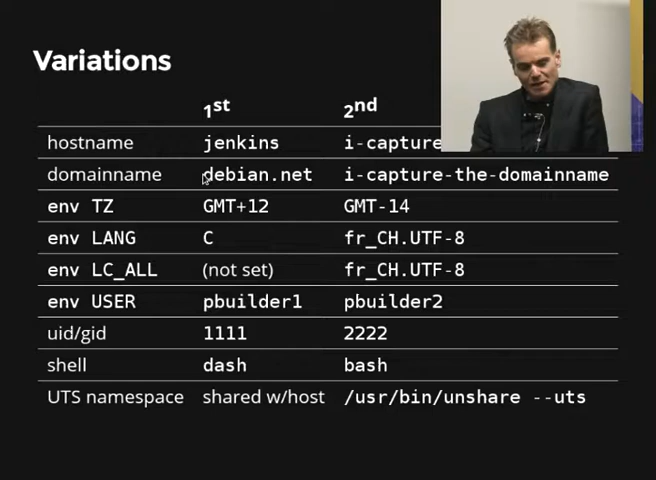 Variations
1st 2nd
hostname jenkins i-capture
domainname debian.net i-capture-the-domainname
env TZ GMT+12 GMT-14
env LANG C fr_CH.UTF-8
env LC_ALL (not set) fr_CH.UTF-8
env USER pbuilder1 pbuilder2
uid/gid 1111 2222
shell dash bash
UTS namespace shared w/host /usr/bin/unshare --uts